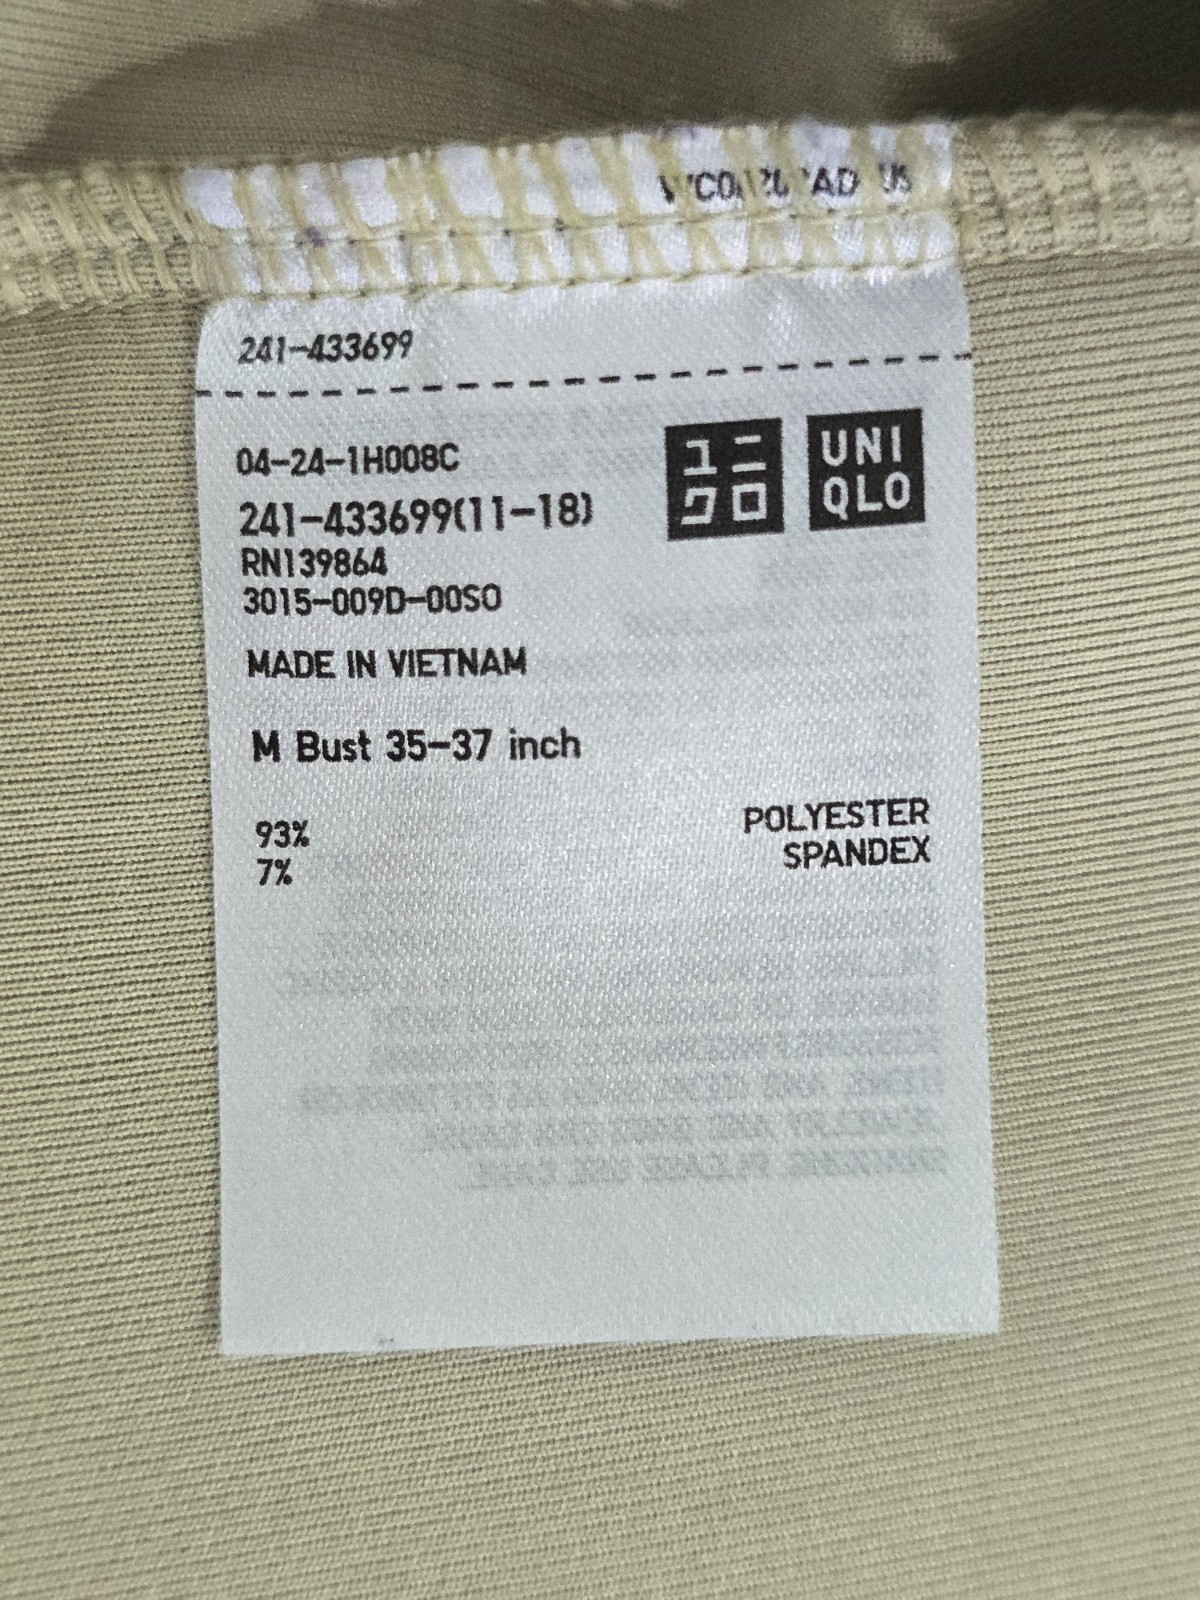 241-433699
04-24-1H008C
241-433699(11-18)
RN139864
3015-009D-00S0
ユニ
クロ
UNI
QLO
MADE IN VIETNAM
M Bust 35-37 inch
93% POLYESTER
7% SPANDEX